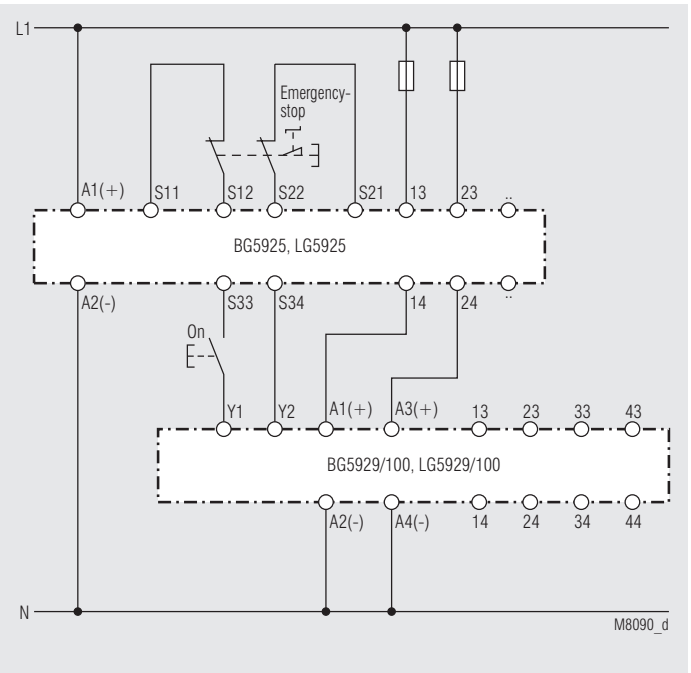 L1
Emergency-
stop
A1(+) S11 S12 S22 S21 13 23 ..
BG5925, LG5925
A2(-) S33 S34 14 24 ..
On
Y1 Y2 A1(+) A3(+) 13 23 33 43
BG5929/100, LG5929/100
A2(-) A4(-) 14 24 34 44
N
M8090_d